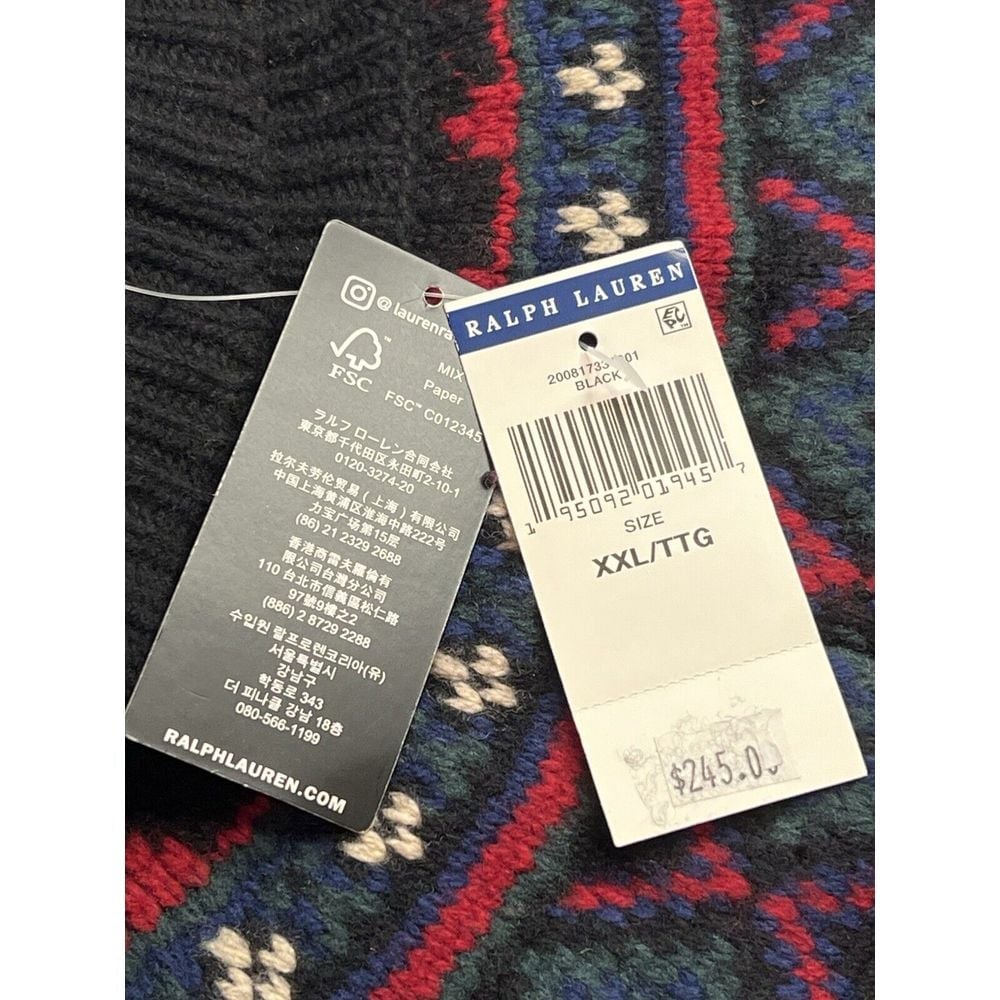 @laurenra
FSC™
MIX
Paper
FSC™ C012345
ラルフ ローレン合同会社
東京都千代田区永田町2-10-1
0120-3274-20
拉尔夫劳伦贸易（上海）有限公司
中国上海黄浦区淮海中路222号
力宝广场第15层
(86) 21 2329 2688
香港商雷夫羅倫有
限公司台灣分公司
110 台北市信義區松仁路
97號9樓之2
(886) 2 8729 2288
수입원 랄프로렌코리아(유)
서울특별시
강남구
학동로 343
더 피나클 강남 18층
080-566-1199
RALPHLAUREN.COM
RALPH LAUREN
BLACK
1 95092 01945 7
SIZE
XXL/TTG
$245.00